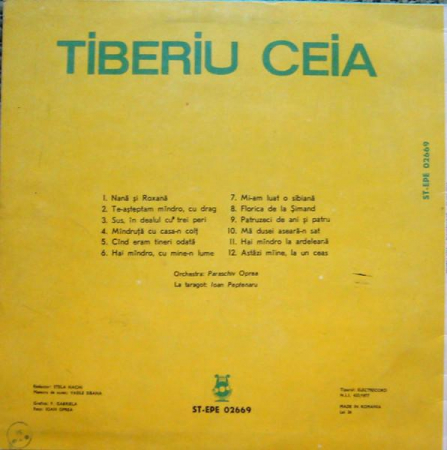 TiBERiU CEiA
ST-EPE 02669
1. Nană și Roxană
2. Te-așteptam mîndro, cu drag
3. Sus, în dealul cu trei peri
4. Mîndruță cu casa-n colț
5. Cînd eram tineri odată
6. Hai mîndro, cu mine-n lume
7. Mi-am luat o sibiană
8. Florica de la Șimand
9. Patruzeci de ani și patru
10. Mă dusei aseară-n sat
11. Hai mîndro la ardeleană
12. Astăzi mîine, la un ceas
Orchestra: Paraschiv Oprea
La taragot: Ioan Peptenaru
ST-EPE 02669
Grafica: F. GABRIELA
Tiparul: ELECTRECORD
MADE IN ROMANIA